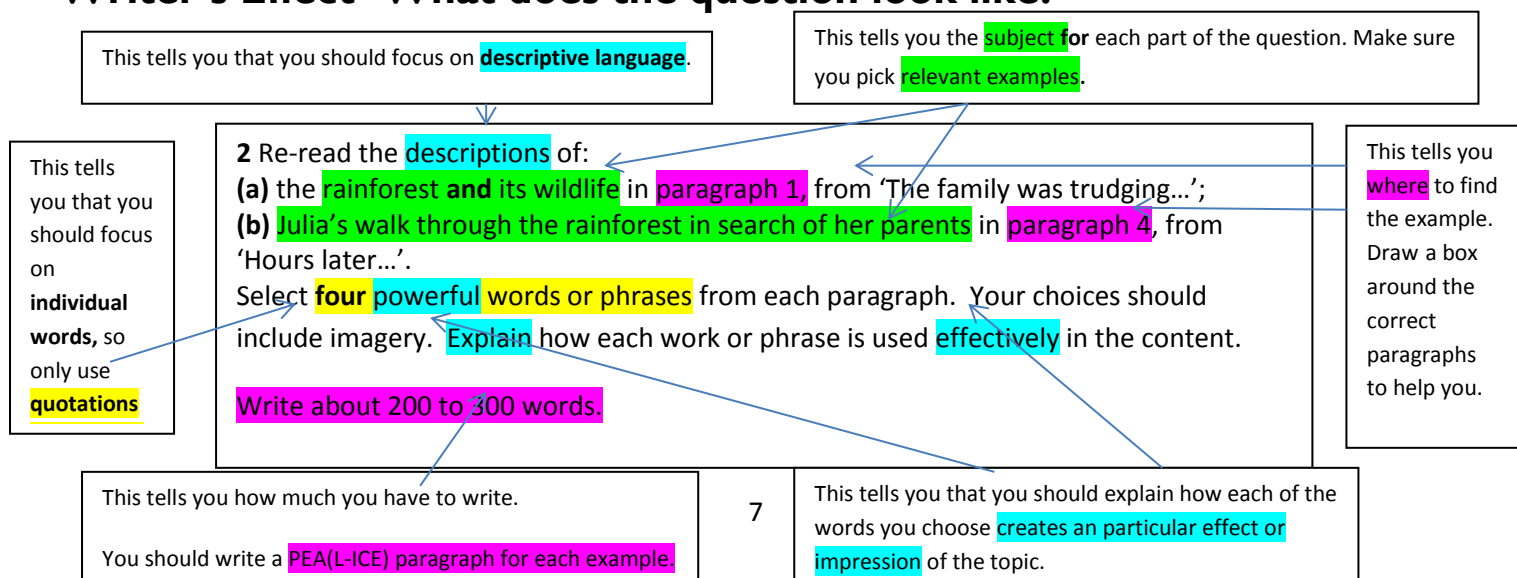 This tells you that you should focus on descriptive language.
This tells you the subject for each part of the question. Make sure
you pick relevant examples.
This tells
you that you
should focus
on
individual
words, so
only use
quotations
2 Re-read the descriptions of:
(a) the rainforest and its wildlife in paragraph 1, from ‘The family was trudging…’;
(b) Julia’s walk through the rainforest in search of her parents in paragraph 4, from
‘Hours later…’.
Select four powerful words or phrases from each paragraph. Your choices should
include imagery. Explain how each work or phrase is used effectively in the content.
Write about 200 to 300 words.
This tells you
where to find
the example.
Draw a box
around the
correct
paragraphs
to help you.
This tells you how much you have to write.
You should write a PEA(L-ICE) paragraph for each example.
7
This tells you that you should explain how each of the
words you choose creates an particular effect or
impression of the topic.